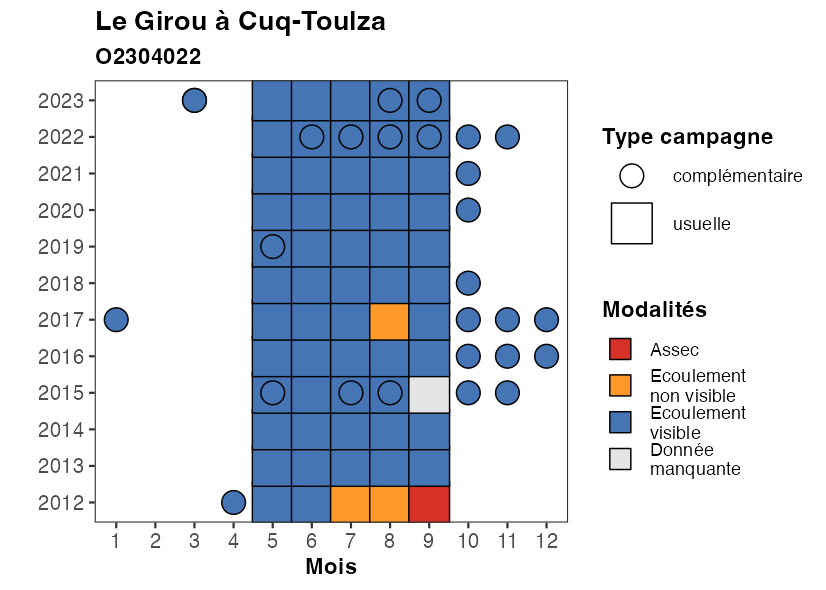 Le Girou à Cuq-Toulza
O2304022
2023
2022
2021
2020
2019
2018
2017
2016
2015
2014
2013
2012
1 2 3 4 5 6 7 8 9 10 11 12
Mois
Type campagne
complémentaire
usuelle
Modalités
Assec
Ecoulement
non visible
Ecoulement
visible
Donnée
manquante